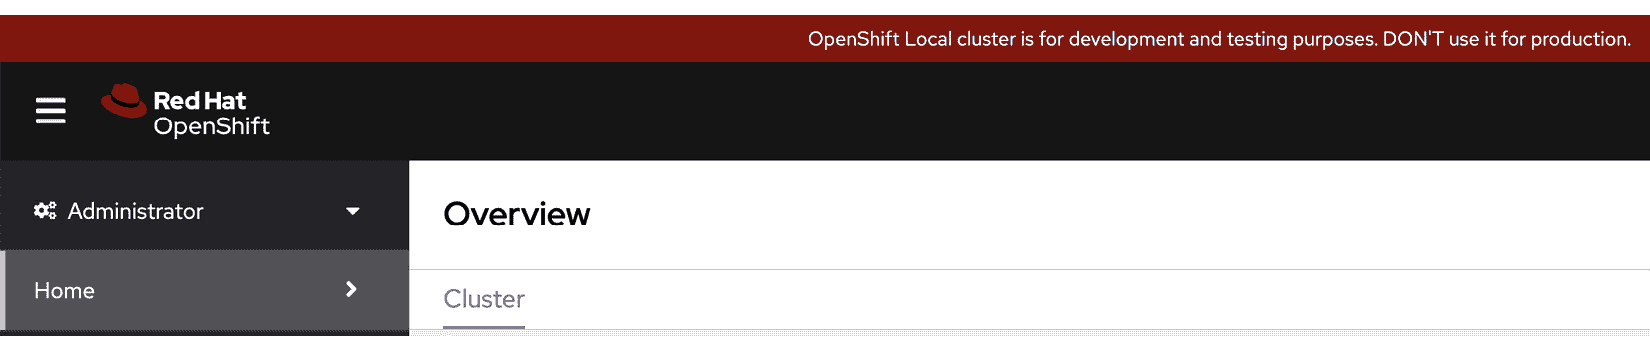 OpenShift Local cluster is for development and testing purposes. DON'T use it for production.
Red Hat
OpenShift
Administrator
Overview
Home
Cluster